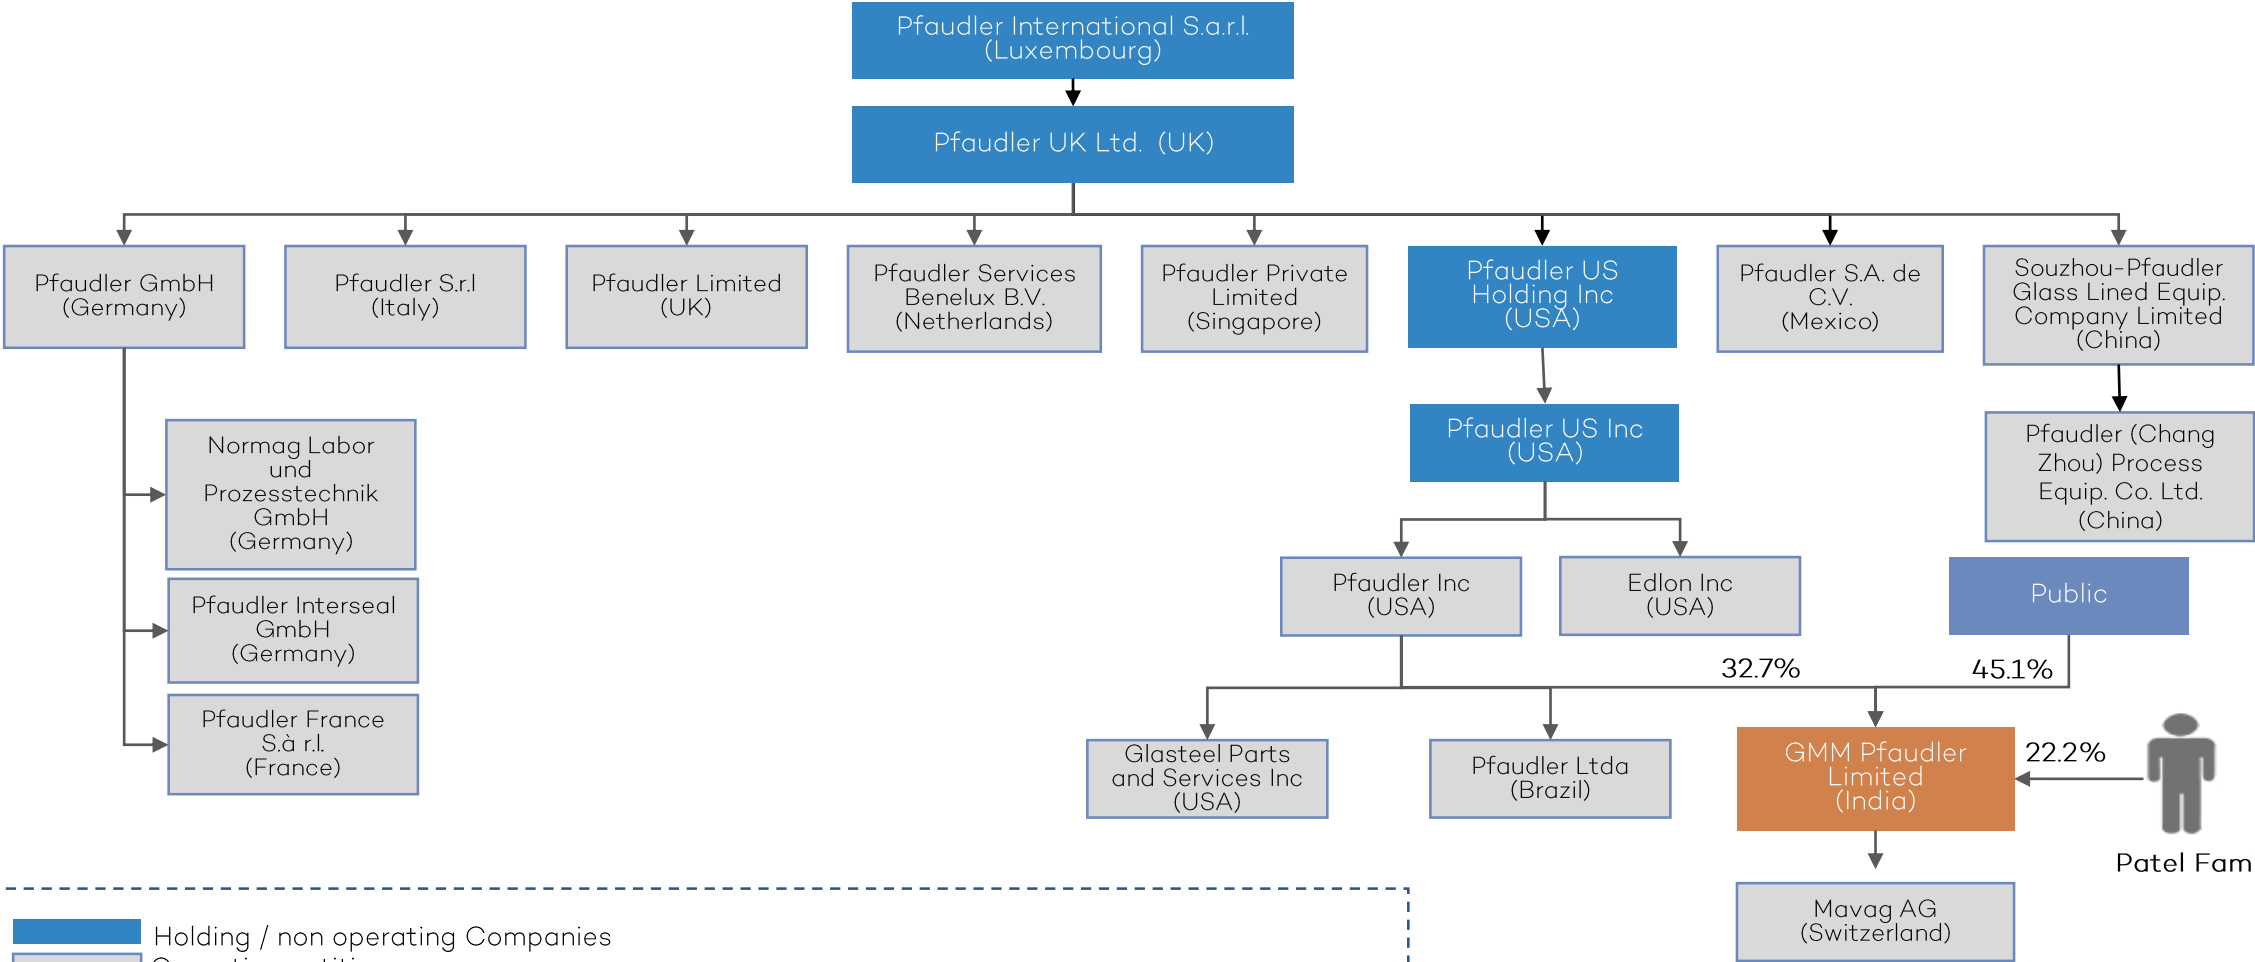 Pfaudler International S.a.r.l.
(Luxembourg)
Pfaudler UK Ltd. (UK)
Pfaudler GmbH
(Germany)
Pfaudler S.r.l
(Italy)
Pfaudler Limited
(UK)
Pfaudler Services
Benelux B.V.
(Netherlands)
Pfaudler Private
Limited
(Singapore)
Pfaudler US
Holding Inc
(USA)
Pfaudler S.A. de
C.V.
(Mexico)
Souzhou-Pfaudler
Glass Lined Equip.
Company Limited
(China)
Normag Labor
und
Prozesstechnik
GmbH
(Germany)
Pfaudler US Inc
(USA)
Pfaudler (Chang
Zhou) Process
Equip. Co. Ltd.
(China)
Pfaudler Interseal
GmbH
(Germany)
Pfaudler Inc
(USA)
Edlon Inc
(USA)
Public
32.7%
45.1%
Pfaudler France
S.à r.l.
(France)
Glasteel Parts
and Services Inc
(USA)
Pfaudler Ltda
(Brazil)
GMM Pfaudler
Limited
(India)
22.2%
Patel Fam
Mavag AG
(Switzerland)
Holding / non operating Companies